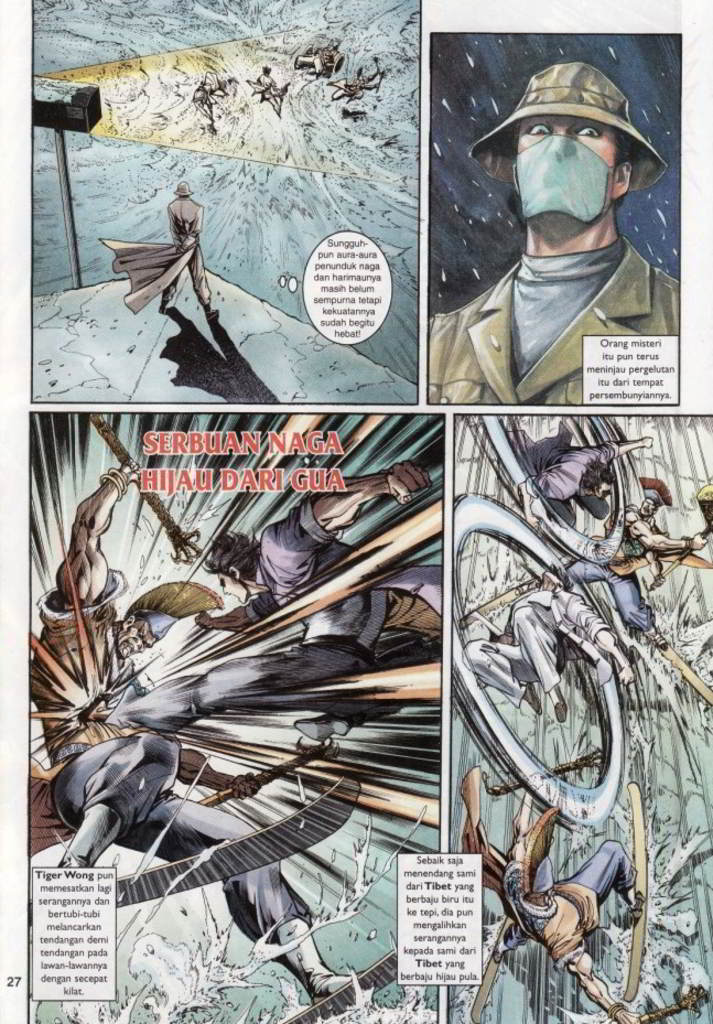 Sungguh-
pun aura-aura
penunduk naga
dan harimaunya
masih belum
sempurna tetapi
kekuatannya
sudah begitu
hebat!
Orang misteri
itu pun terus
meninjau pergelutan
itu dari tempat
persembunyiannya.
SERBUAN NAGA
HIJAU DARI GUA
Tiger Wong pun
memesatkan lagi
serangannya dan
bertubi-tubi
melancarkan
tendangan demi
tendangan pada
lawan-lawannya
dengan secepat
kilat.
Sebaik saja
menendang sami
dari Tibet yang
berbaju biru itu
ke tepi, dia pun
mengalihkan
serangannya
kepada sami dari
Tibet yang
berbaju hijau pula.
27